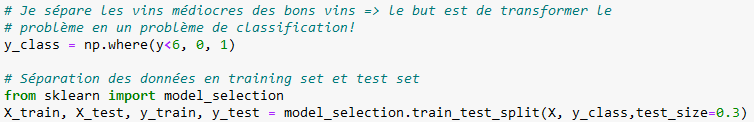 # Je sépare les vins médiocres des bons vins => le but est de transformer le
# problème en un problème de classification!
y_class = np.where(y<6, 0, 1)
# Séparation des données en training set et test set
from sklearn import model_selection
X_train, X_test, y_train, y_test = model_selection.train_test_split(X, y_class,test_size=0.3)